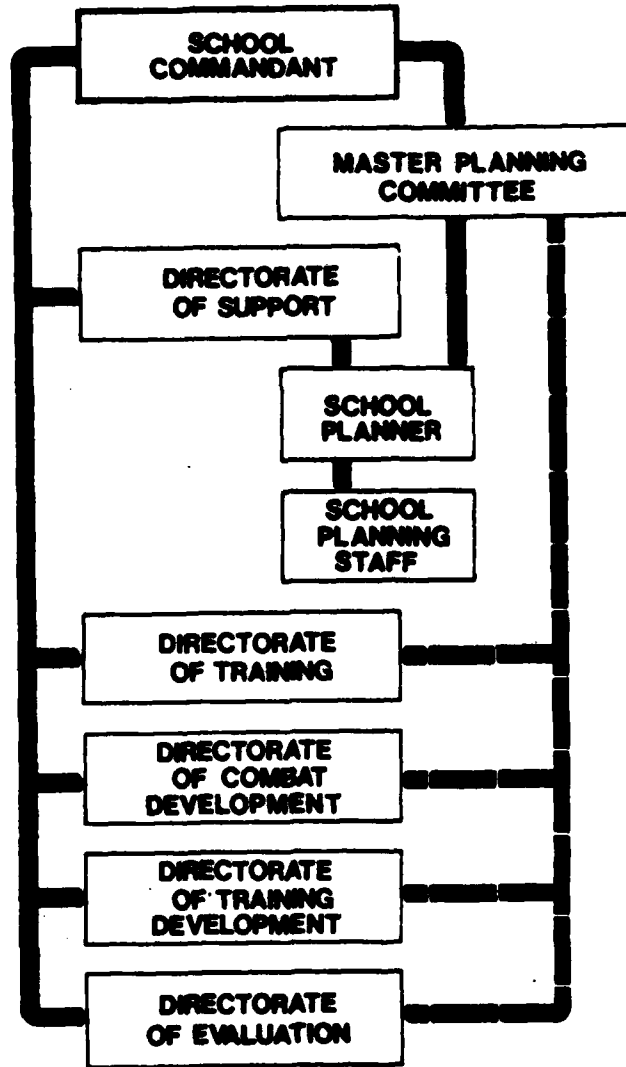 SCHOOL
COMMANDANT
MASTER PLANNING
COMMITTEE
DIRECTORATE
OF SUPPORT
SCHOOL
PLANNER
SCHOOL
PLANNING
STAFF
DIRECTORATE
OF TRAINING
DIRECTORATE
OF COMBAT
DEVELOPMENT
DIRECTORATE
OF TRAINING
DEVELOPMENT
DIRECTORATE
OF EVALUATION